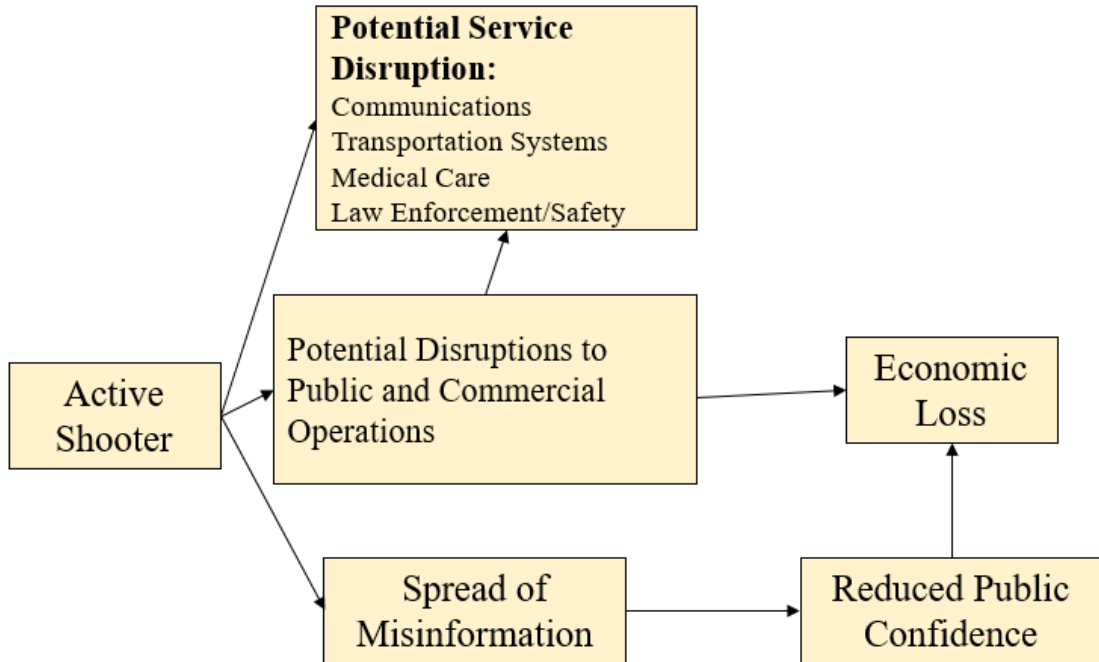 Potential Service
Disruption:
Communications
Transportation Systems
Medical Care
Law Enforcement/Safety
Potential Disruptions to
Public and Commercial
Operations
Active
Shooter
Economic
Loss
Spread of
Misinformation
Reduced Public
Confidence